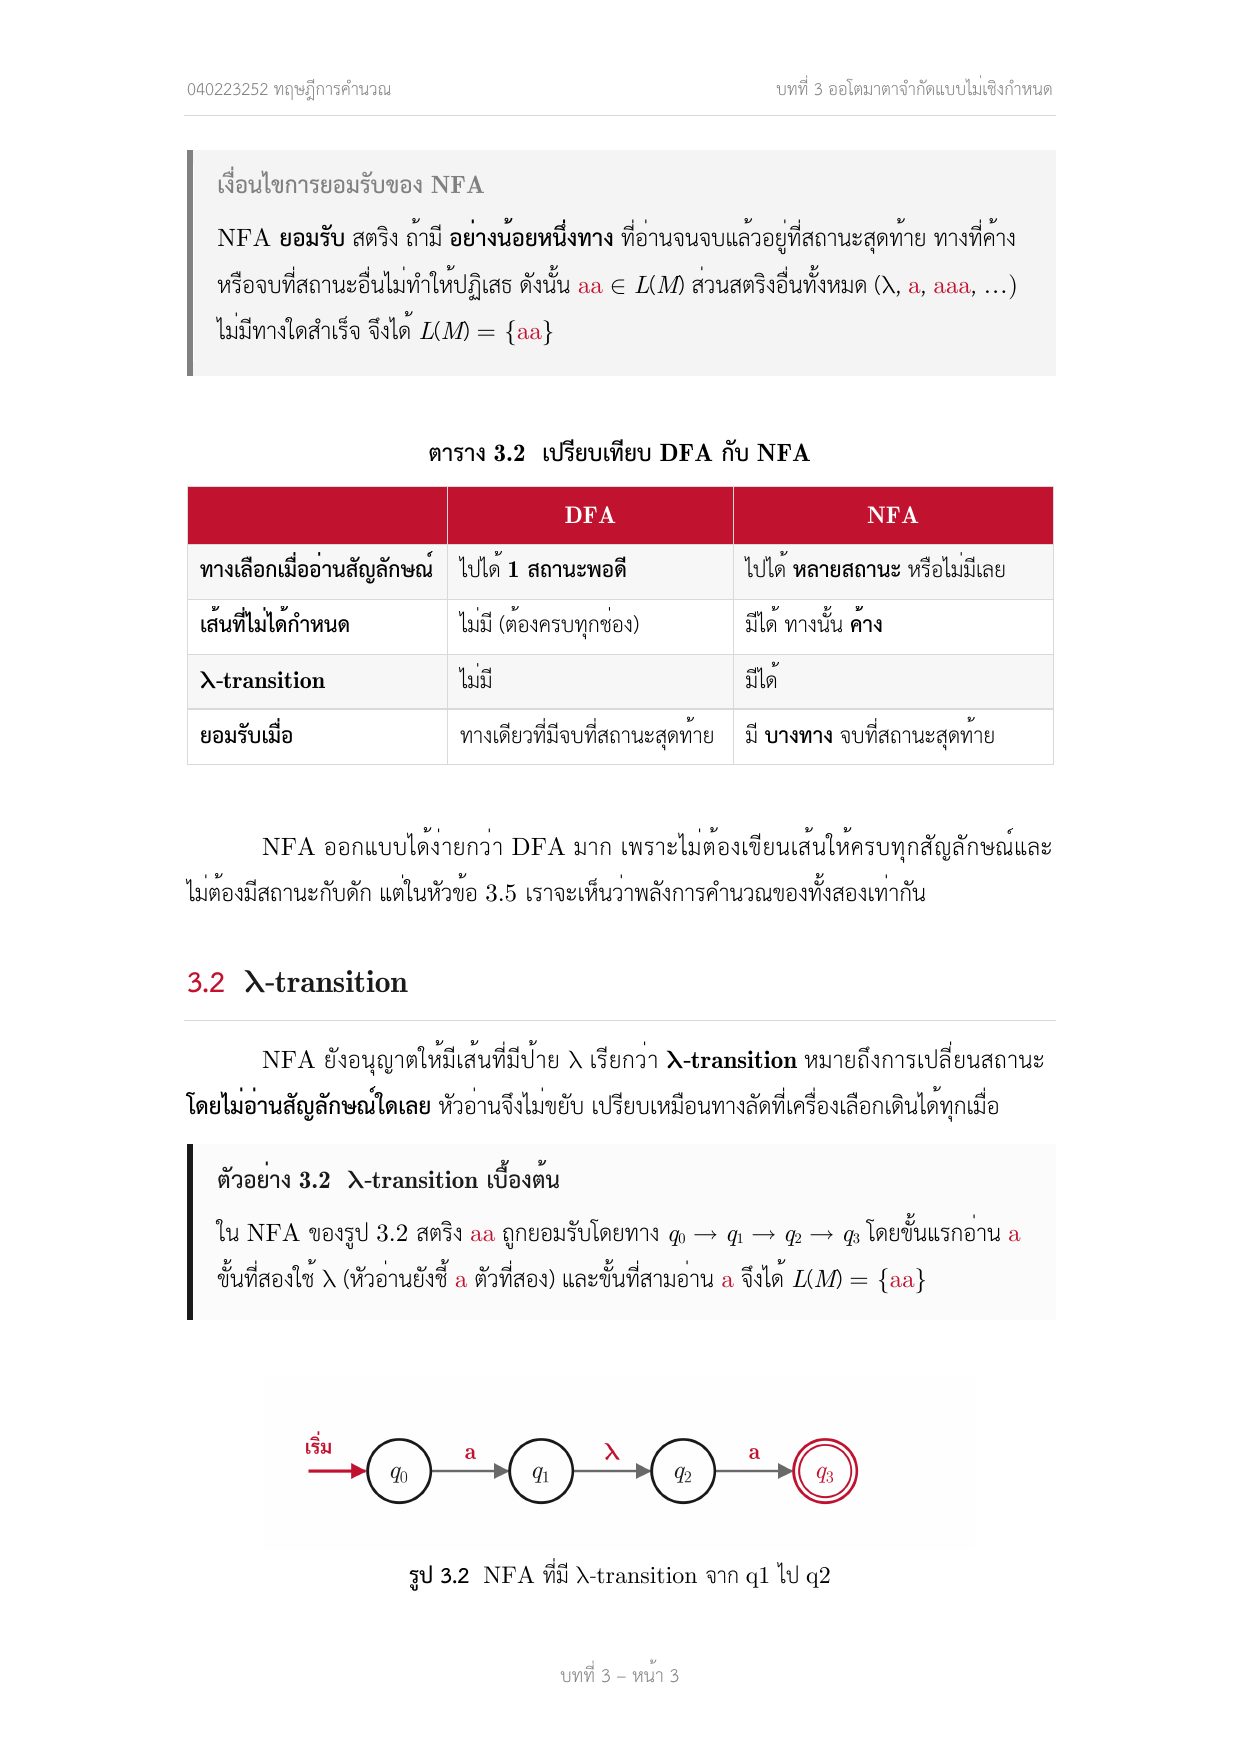 040223252 ทฤษฎีการคำนวณ
บทที่ 3 ออโตมาตาจำกัดแบบไม่เชิงกำหนด
เงื่อนไขการยอมรับของ NFA
NFA ยอมรับ สตริง ถ้ามี อย่างน้อยหนึ่งทาง ที่อ่านจนจบแล้วอยู่ที่สถานะสุดท้าย ทางที่ค้าง
หรือจบที่สถานะอื่นไม่ทำให้ปฏิเสธ ดังนั้น aa ∈ L(M) ส่วนสตริงอื่นทั้งหมด (λ, a, aaa, …)
ไม่มีทางใดสำเร็จ จึงได้ L(M) = {aa}
ตาราง 3.2 เปรียบเทียบ DFA กับ NFA
DFA NFA
ทางเลือกเมื่ออ่านสัญลักษณ์ ไปได้ 1 สถานะพอดี ไปได้ หลายสถานะ หรือไม่มีเลย
เส้นที่ไม่ได้กำหนด ไม่มี (ต้องครบทุกช่อง) มีได้ ทางนั้น ค้าง
λ-transition ไม่มี มีได้
ยอมรับเมื่อ ทางเดียวที่มีจบที่สถานะสุดท้าย มี บางทาง จบที่สถานะสุดท้าย
NFA ออกแบบได้ง่ายกว่า DFA มาก เพราะไม่ต้องเขียนเส้นให้ครบทุกสัญลักษณ์และ
ไม่ต้องมีสถานะกับดัก แต่ในหัวข้อ 3.5 เราจะเห็นว่าพลังการคำนวณของทั้งสองเท่ากัน
3.2 λ-transition
NFA ยังอนุญาตให้มีเส้นที่มีป้าย λ เรียกว่า λ-transition หมายถึงการเปลี่ยนสถานะ
โดยไม่อ่านสัญลักษณ์ใดเลย หัวอ่านจึงไม่ขยับ เปรียบเหมือนทางลัดที่เครื่องเลือกเดินได้ทุกเมื่อ
ตัวอย่าง 3.2 λ-transition เบื้องต้น
ใน NFA ของรูป 3.2 สตริง aa ถูกยอมรับโดยทาง q₀ → q₁ → q₂ → q₃ โดยขั้นแรกอ่าน a
ขั้นที่สองใช้ λ (หัวอ่านยังชี้ a ตัวที่สอง) และขั้นที่สามอ่าน a จึงได้ L(M) = {aa}
เริ่ม a λ a
q₀ q₁ q₂ q₃
รูป 3.2 NFA ที่มี λ-transition จาก q1 ไป q2
บทที่ 3 – หน้า 3